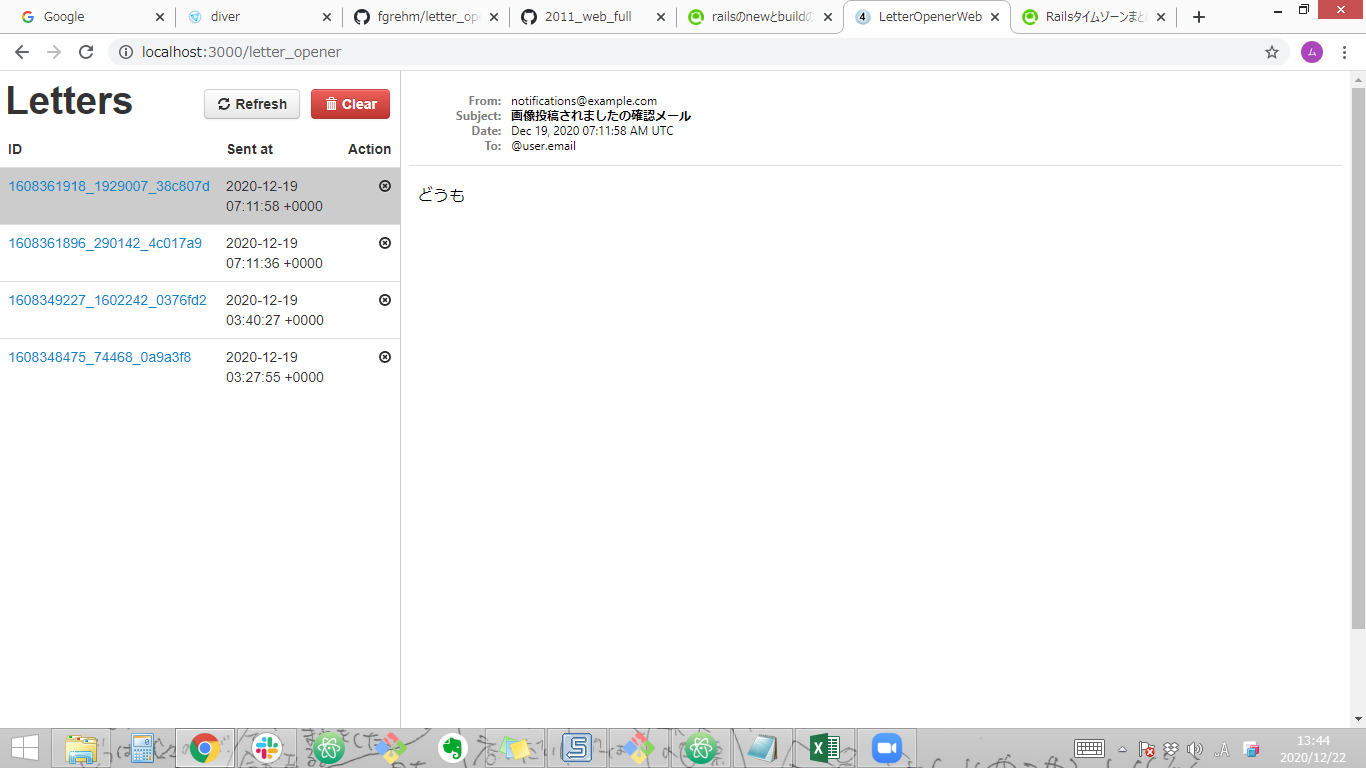 Google
diver
fgrehm/letter_op
2011_web_full
railsのnewとbuildの
4 LetterOpenerWeb
Railsタイムゾーンまと
localhost:3000/letter_opener
ム
Letters
Refresh
Clear
ID Sent at Action
1608361918_1929007_38c807d 2020-12-19
07:11:58 +0000
1608361896_290142_4c017a9 2020-12-19
07:11:36 +0000
1608349227_1602242_0376fd2 2020-12-19
03:40:27 +0000
1608348475_74468_0a9a3f8 2020-12-19
03:27:55 +0000
From: notifications@example.com
Subject: 画像投稿されましたの確認メール
Date: Dec 19, 2020 07:11:58 AM UTC
To: @user.email
どうも
A
13:44
2020/12/22